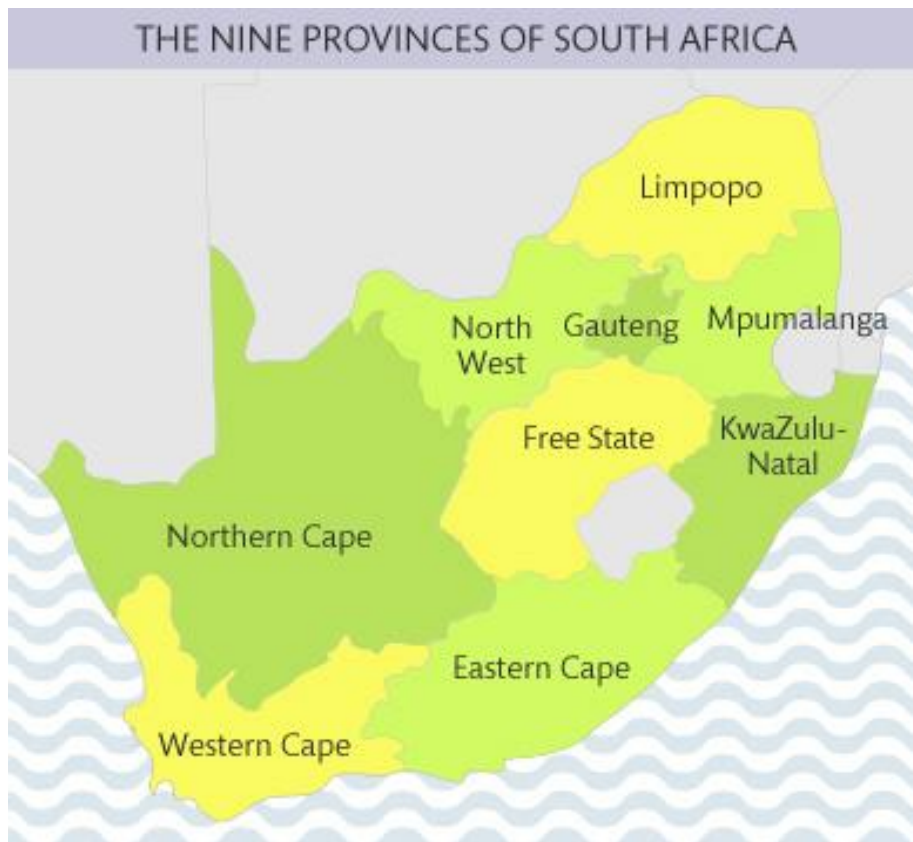 THE NINE PROVINCES OF SOUTH AFRICA
Limpopo
North
West
Gauteng
Mpumalanga
Free State
KwaZulu-
Natal
Northern Cape
Eastern Cape
Western Cape